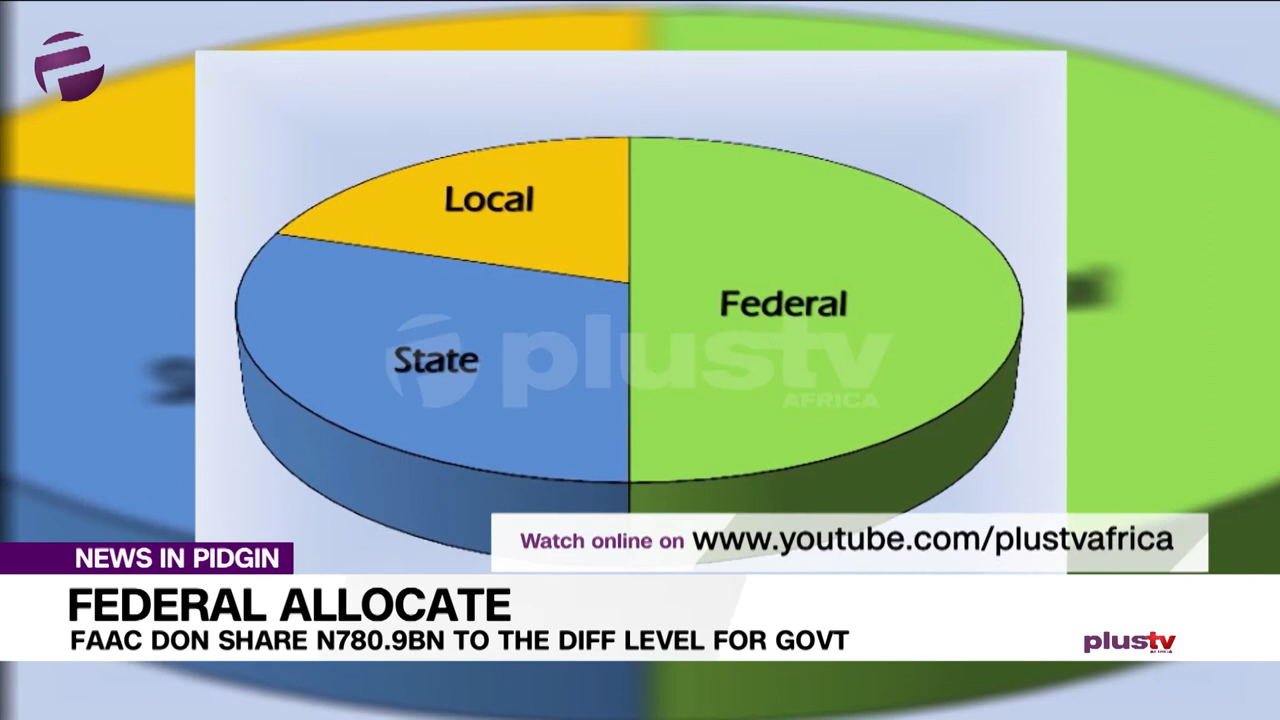 Local
Federal
State
plustv
AFRICA
Watch online on www.youtube.com/plustvafrica
NEWS IN PIDGIN
FEDERAL ALLOCATE
FAAC DON SHARE N780.9BN TO THE DIFF LEVEL FOR GOVT
plustv
AFRICA